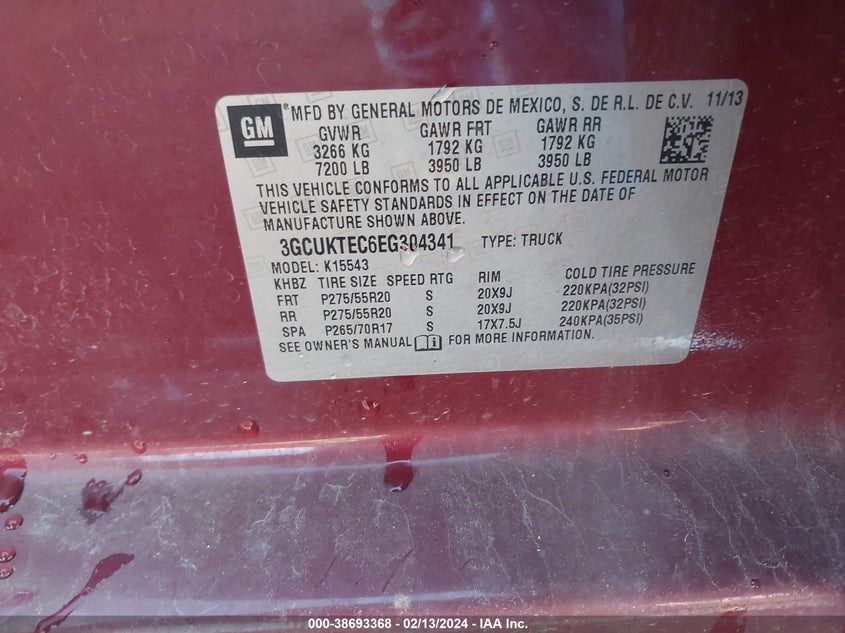 GM
*MFD BY GENERAL MOTORS DE MEXICO, S. DE R.L. DE C.V. 11/13
GVWR GAWR FRT GAWR RR
3266 KG 1792 KG 1792 KG
7200 LB 3950 LB 3950 LB
THIS VEHICLE CONFORMS TO ALL APPLICABLE U.S. FEDERAL MOTOR
VEHICLE SAFETY STANDARDS IN EFFECT ON THE DATE OF
MANUFACTURE SHOWN ABOVE.
3GCUKTEC6EG304341 TYPE: TRUCK
MODEL: K15543
KHBZ TIRE SIZE SPEED RTG RIM COLD TIRE PRESSURE
FRT P275/55R20 S 20X9J 220KPA(32PSI)
RR P275/55R20 S 20X9J 220KPA(32PSI)
SPA P265/70R17 S 17X7.5J 240KPA(35PSI)
SEE OWNER'S MANUAL i FOR MORE INFORMATION.
000-38693368 - 02/13/2024 - IAA Inc.